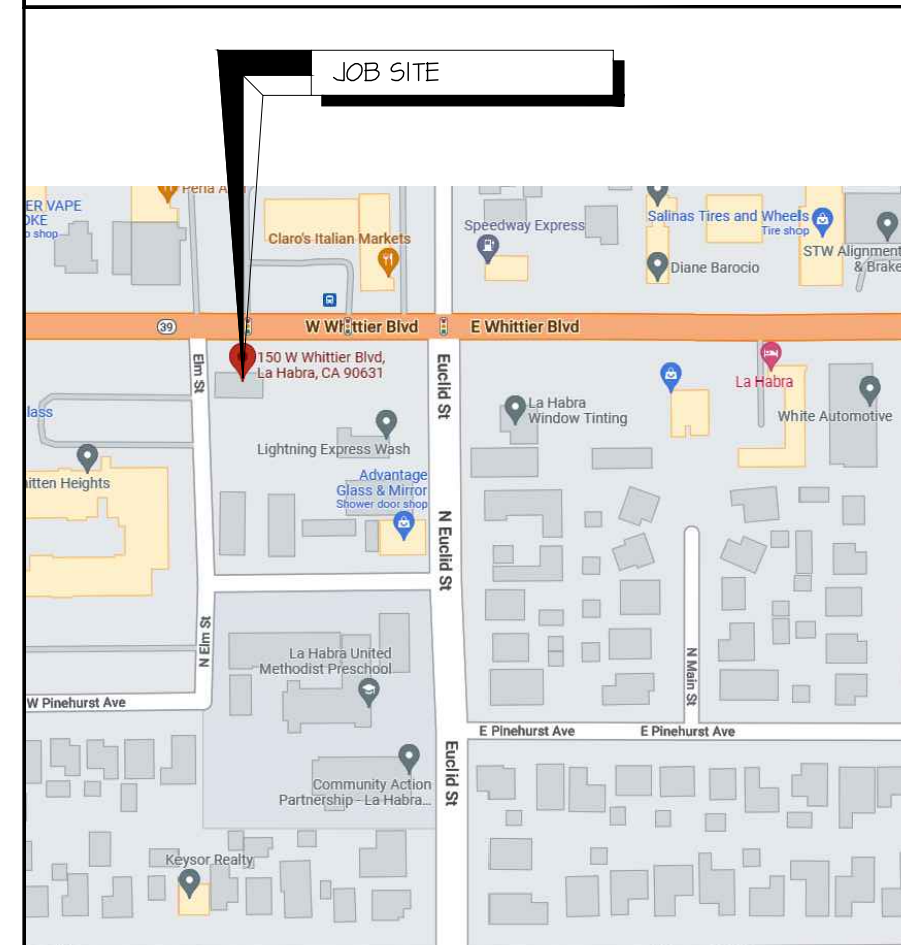 JOB SITE
ER VAPE
OKE
p shop
Claro's Italian Markets
Speedway Express
Salinas Tires and Wheels
Tire shop
STW Alignment
& Brake
Diane Barocio
39
W Whittier Blvd
E Whittier Blvd
Elm St
150 W Whittier Blvd,
La Habra, CA 90631
Euclid St
La Habra
lass
La Habra
Window Tinting
White Automotive
Lightning Express Wash
itten Heights
Advantage
Glass & Mirror
Shower door shop
N Euclid St
N Elm St
La Habra United
Methodist Preschool
N Main St
W Pinehurst Ave
E Pinehurst Ave
E Pinehurst Ave
Euclid St
Community Action
Partnership - La Habra...
Keysor Realty